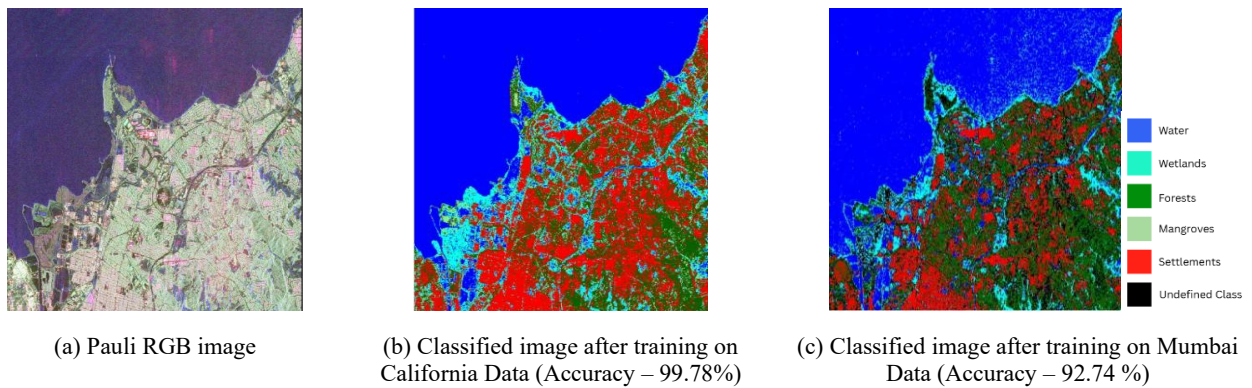 Water
Wetlands
Forests
Mangroves
Settlements
Undefined Class
(a) Pauli RGB image
(b) Classified image after training on
California Data (Accuracy – 99.78%)
(c) Classified image after training on Mumbai
Data (Accuracy – 92.74 %)